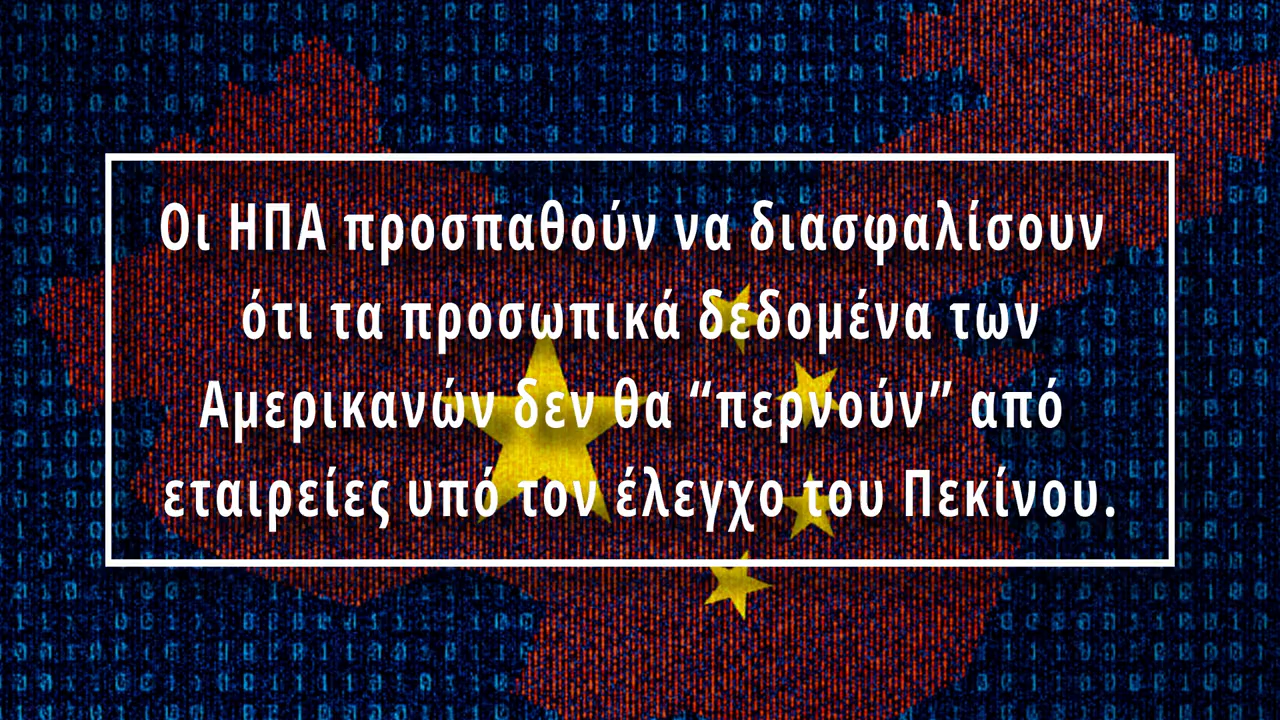 Οι ΗΠΑ προσπαθούν να διασφαλίσουν
ότι τα προσωπικά δεδομένα των
Αμερικανών δεν θα “περνούν” από
εταιρείες υπό τον έλεγχο του Πεκίνου.